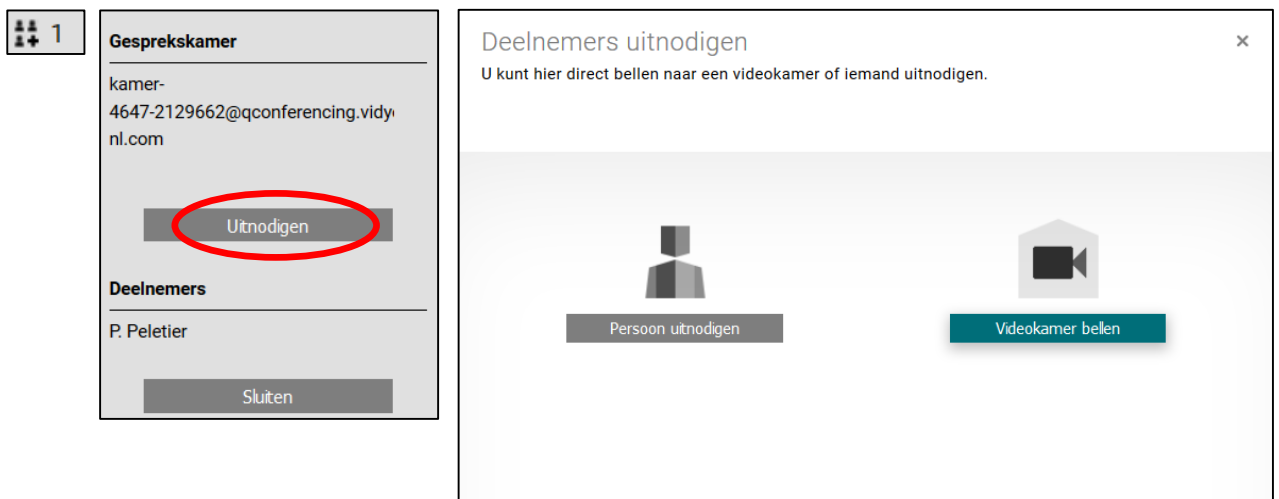 1
Gesprekskamer
kamer-
4647-2129662@qconferencing.vidy
nl.com
Uitnodigen
Deelnemers
P. Peletier
Sluiten
Deelnemers uitnodigen
×
U kunt hier direct bellen naar een videokamer of iemand uitnodigen.
Persoon uitnodigen
Videokamer bellen